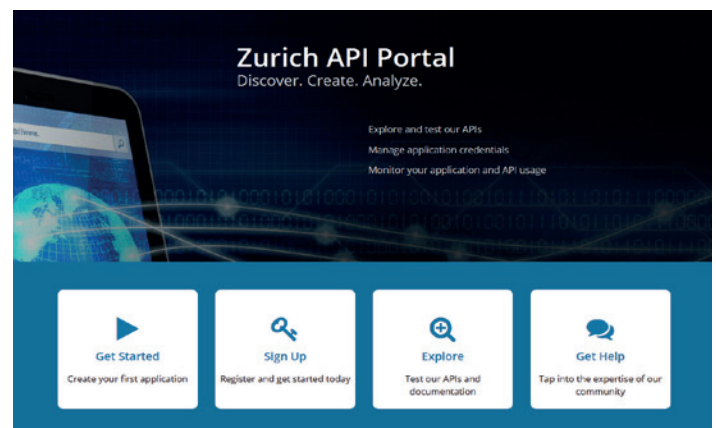 Zurich API Portal
Discover. Create. Analyze.
Explore and test our APIs
Manage application credentials
Monitor your application and API usage
Get Started
Create your first application
Sign Up
Register and get started today
Explore
Test our APIs and
documentation
Get Help
Tap into the expertise of our
community